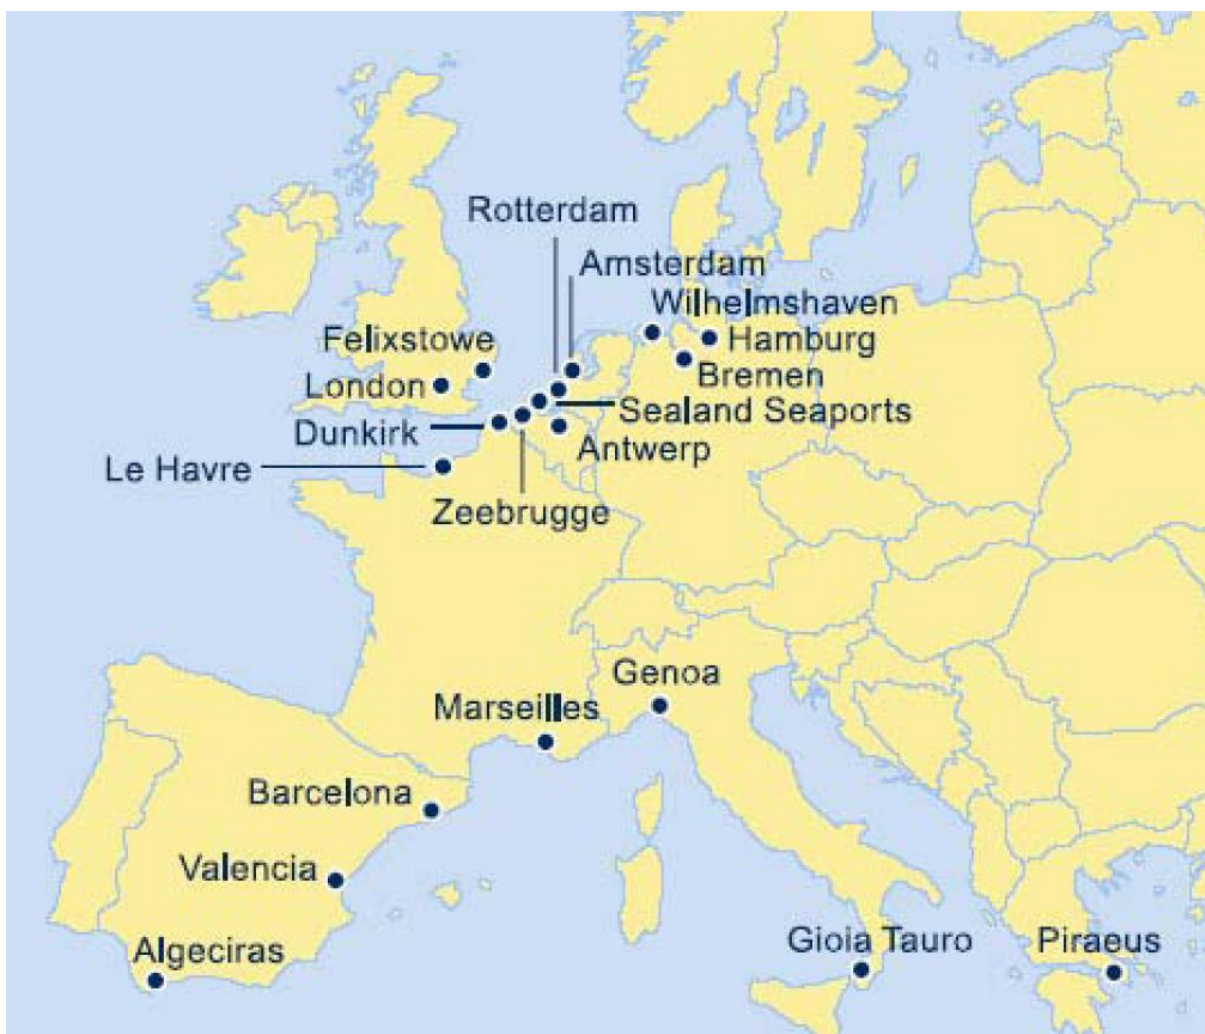 Rotterdam
Amsterdam
Wilhelmshaven
Felixstowe
Hamburg
London
Bremen
Sealand Seaports
Dunkirk
Antwerp
Le Havre
Zeebrugge
Genoa
Marseilles
Barcelona
Valencia
Algeciras
Gioia Tauro
Piraeus